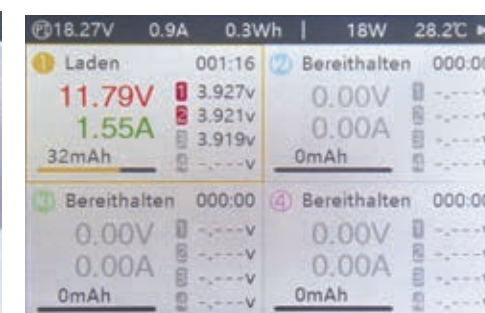 18.27V 0.9A 0.3Wh | 18W 28.2℃
1 Laden 001:16
11.79V 1 3.927v
1.55A 2 3.921v
3 3.919v
32mAh -.---v
2 Bereithalten 000:00
0.00V -.---v
0.00A -.---v
-.---v
0mAh -.---v
3 Bereithalten 000:00
0.00V -.---v
0.00A -.---v
-.---v
0mAh -.---v
4 Bereithalten 000:00
0.00V -.---v
0.00A -.---v
-.---v
0mAh -.---v